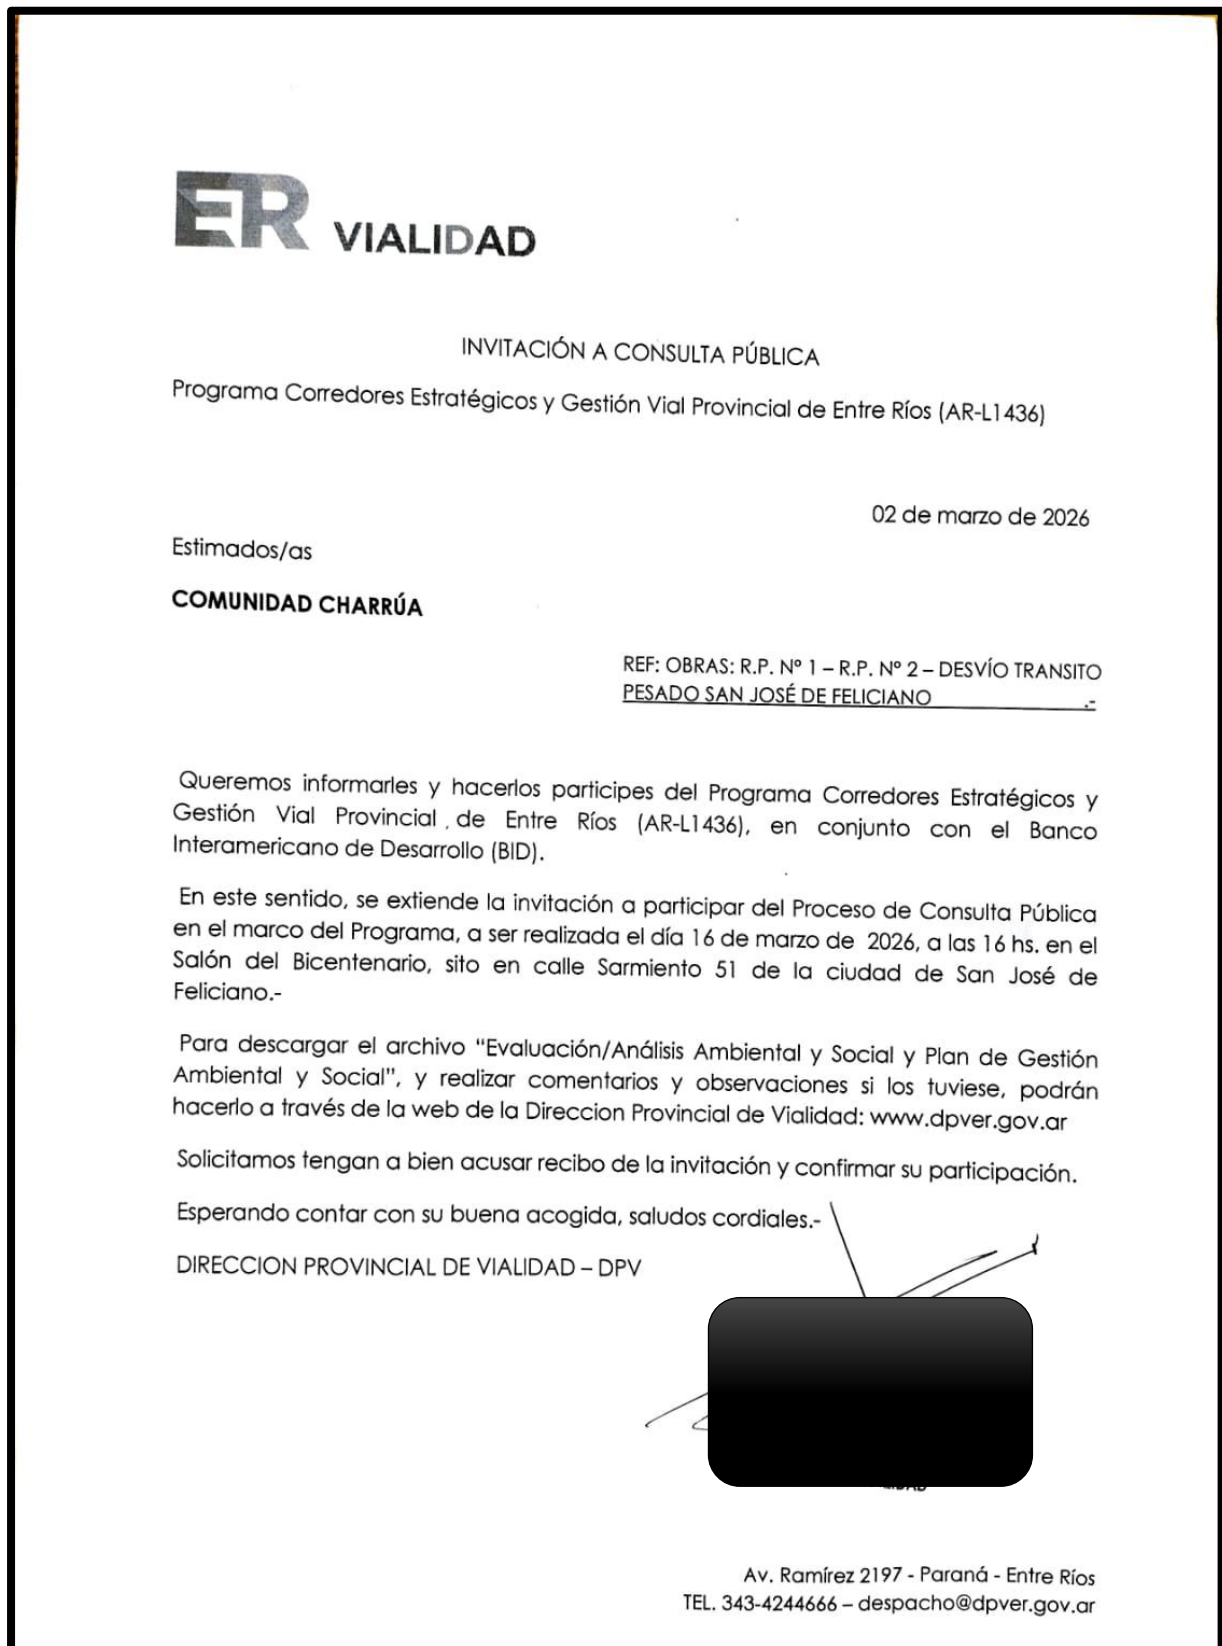 ER VIALIDAD
INVITACIÓN A CONSULTA PÚBLICA
Programa Corredores Estratégicos y Gestión Vial Provincial de Entre Ríos (AR-L1436)
02 de marzo de 2026
Estimados/as
COMUNIDAD CHARRÚA
REF: OBRAS: R.P. Nº 1 – R.P. Nº 2 – DESVÍO TRANSITO
PESADO SAN JOSÉ DE FELICIANO .-
Queremos informarles y hacerlos participes del Programa Corredores Estratégicos y
Gestión Vial Provincial de Entre Ríos (AR-L1436), en conjunto con el Banco
Interamericano de Desarrollo (BID).
En este sentido, se extiende la invitación a participar del Proceso de Consulta Pública
en el marco del Programa, a ser realizada el día 16 de marzo de 2026, a las 16 hs. en el
Salón del Bicentenario, sito en calle Sarmiento 51 de la ciudad de San José de
Feliciano.-
Para descargar el archivo “Evaluación/Análisis Ambiental y Social y Plan de Gestión
Ambiental y Social”, y realizar comentarios y observaciones si los tuviese, podrán
hacerlo a través de la web de la Direccion Provincial de Vialidad: www.dpver.gov.ar
Solicitamos tengan a bien acusar recibo de la invitación y confirmar su participación.
Esperando contar con su buena acogida, saludos cordiales.-
DIRECCION PROVINCIAL DE VIALIDAD – DPV
Av. Ramírez 2197 - Paraná - Entre Ríos
TEL. 343-4244666 – despacho@dpver.gov.ar